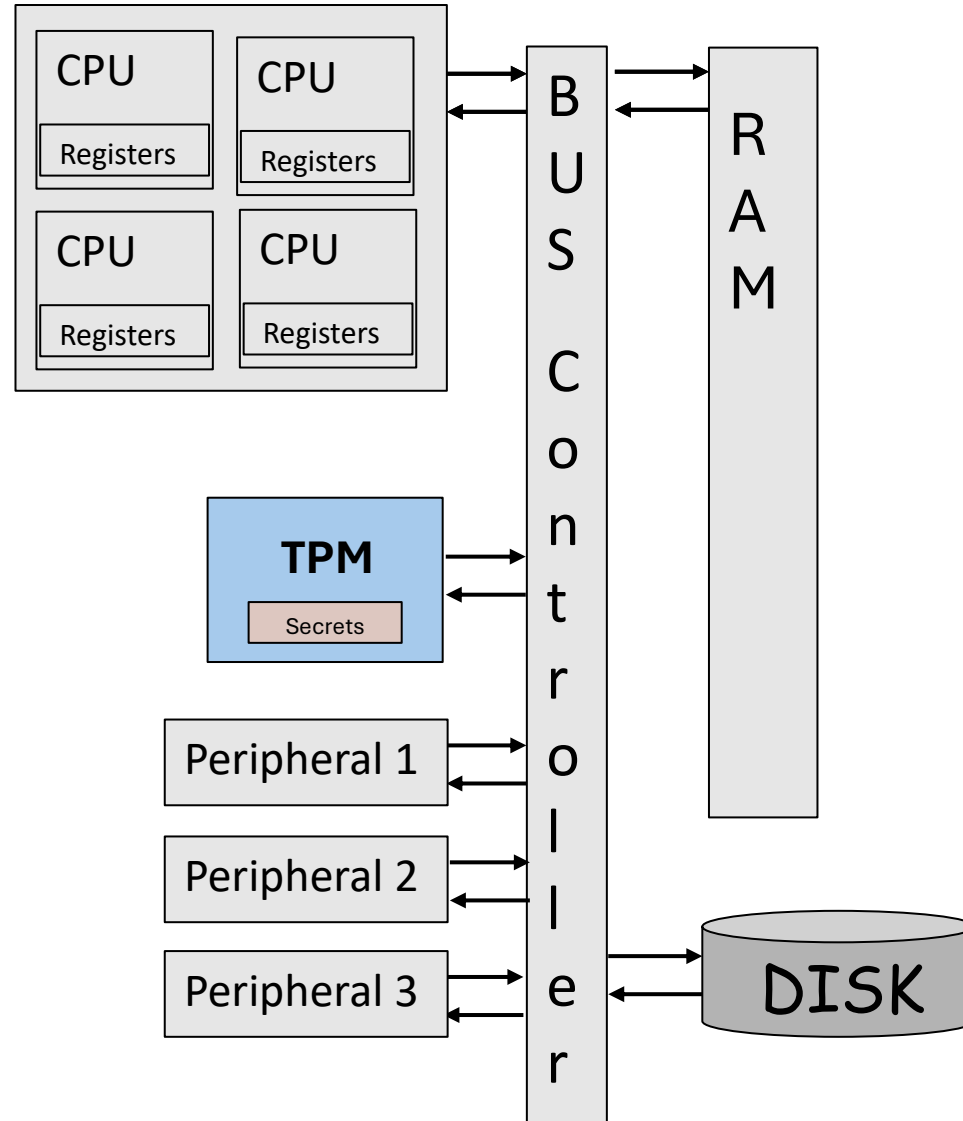 CPU
Registers
CPU
Registers
CPU
Registers
CPU
Registers
BUS Controller
RAM
TPM
Secrets
Peripheral 1
Peripheral 2
Peripheral 3
DISK